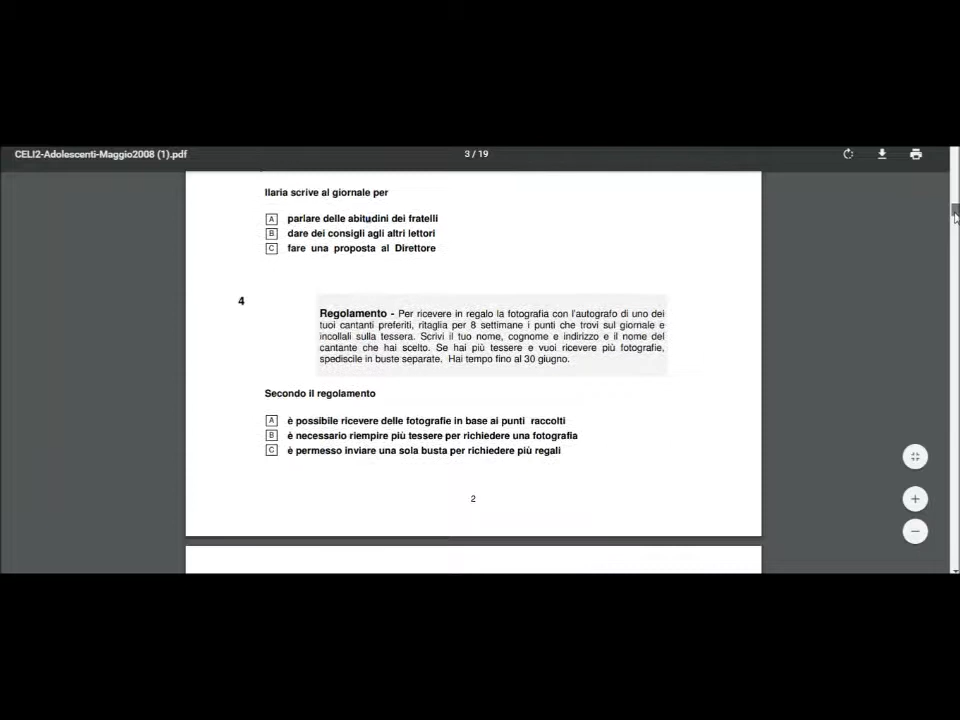 CELI2-Adolescenti-Maggio2008 (1).pdf
3 / 19
Ilaria scrive al giornale per
A parlare delle abitudini dei fratelli
B dare dei consigli agli altri lettori
C fare una proposta al Direttore
4
Regolamento - Per ricevere in regalo la fotografia con l'autografo di uno dei
tuoi cantanti preferiti, ritaglia per 8 settimane i punti che trovi sul giornale e
incollali sulla tessera. Scrivi il tuo nome, cognome e indirizzo e il nome del
cantante che hai scelto. Se hai più tessere e vuoi ricevere più fotografie,
spediscile in buste separate. Hai tempo fino al 30 giugno.
Secondo il regolamento
A è possibile ricevere delle fotografie in base ai punti raccolti
B è necessario riempire più tessere per richiedere una fotografia
C è permesso inviare una sola busta per richiedere più regali
2